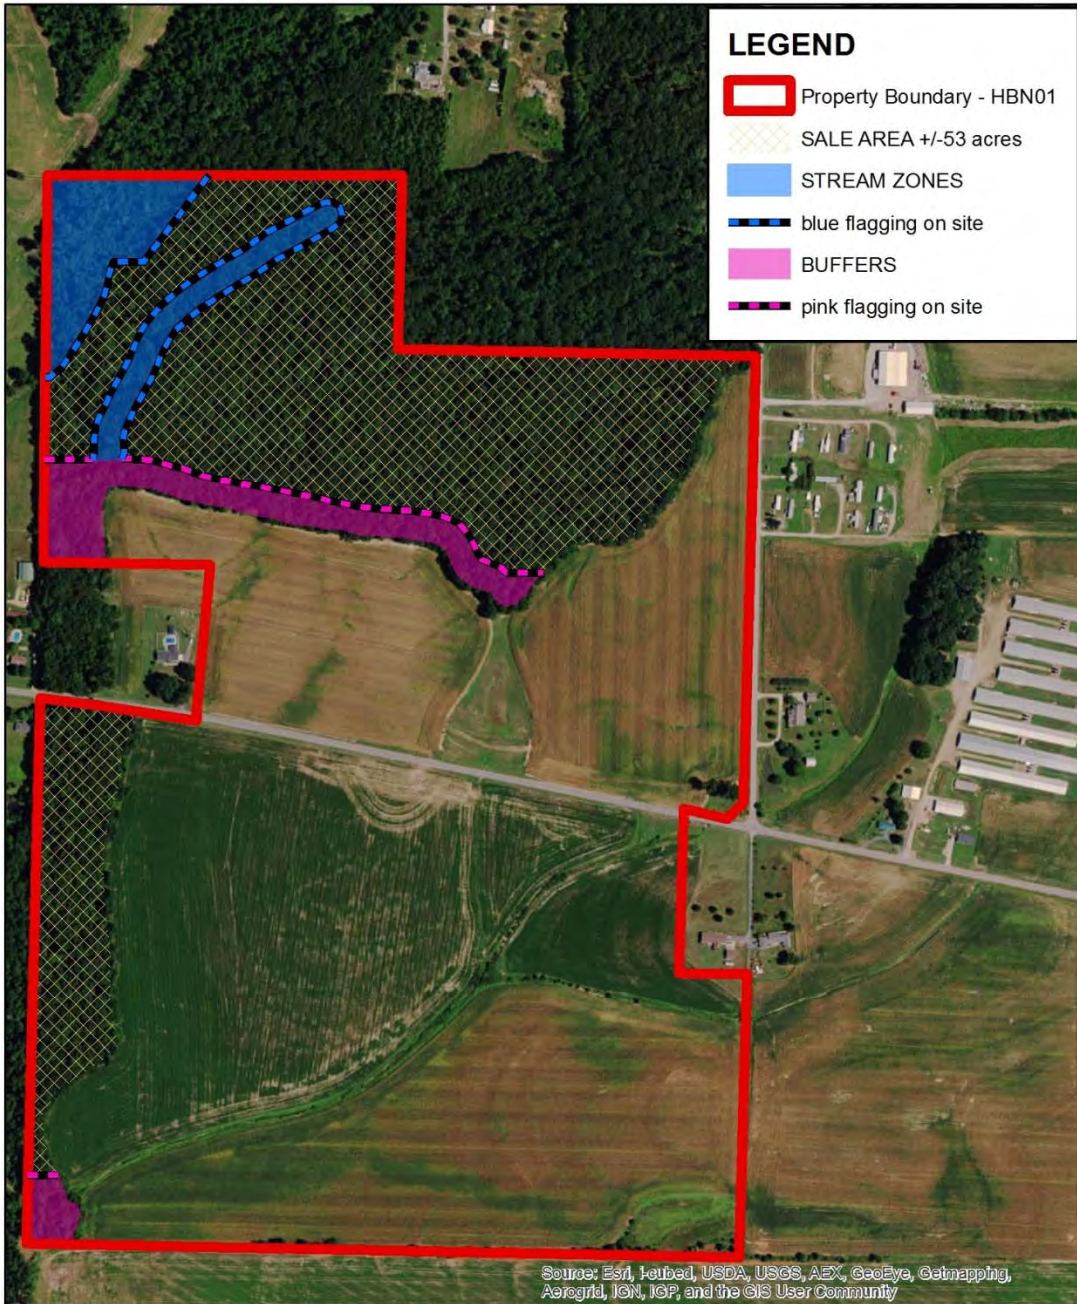 LEGEND
Property Boundary - HBN01
SALE AREA +/-53 acres
STREAM ZONES
blue flagging on site
BUFFERS
pink flagging on site
Source: Esri, i-cubed, USDA, USGS, AEX, GeoEye, Getmapping,
Aerogrid, IGN, IGP, and the GIS User Community